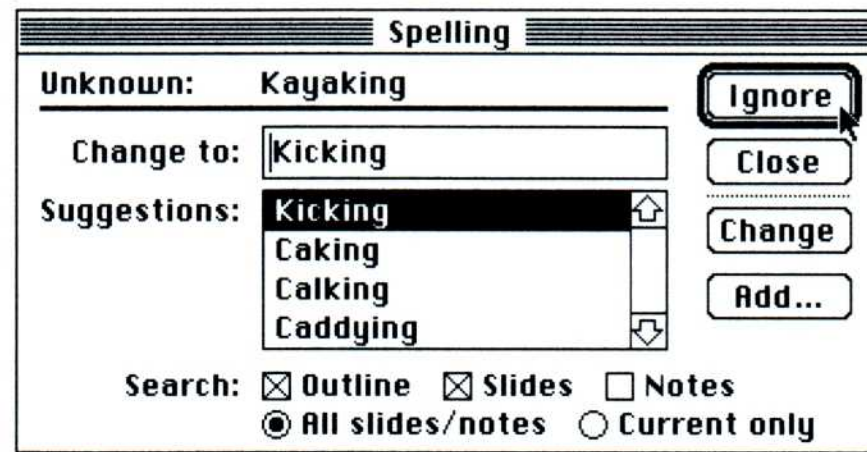 Spelling
Unknown: Kayaking
Ignore
Change to: Kicking
Close
Suggestions: Kicking
Caking
Calking
Caddying
Change
Add...
Search: Outline Slides Notes
All slides/notes Current only